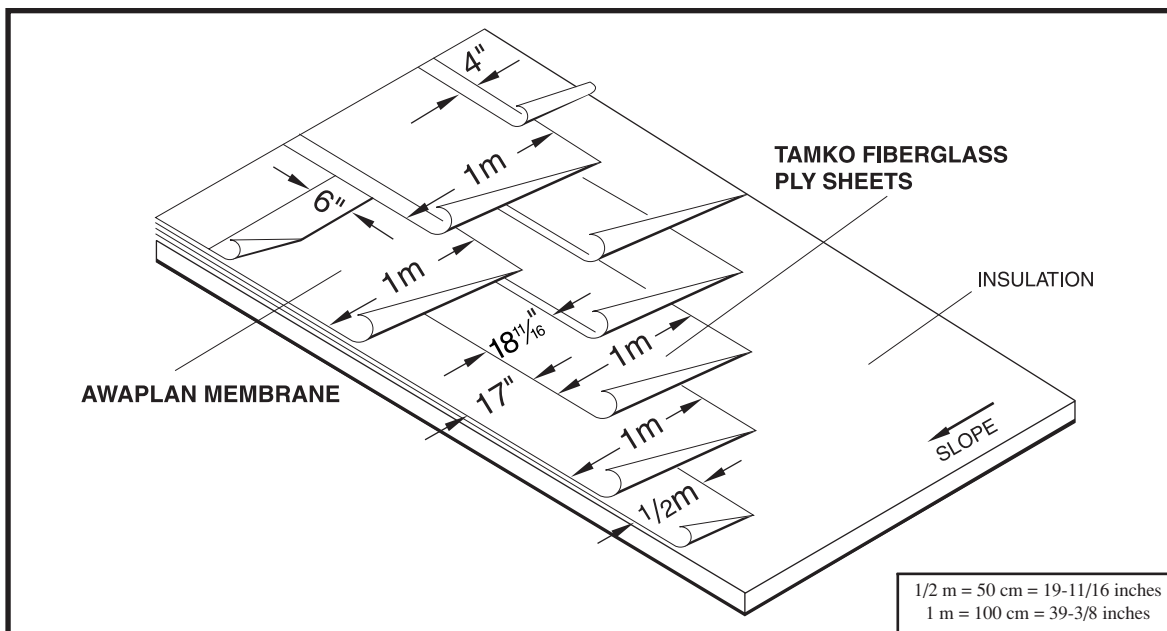 4"
1m
TAMKO FIBERGLASS
PLY SHEETS
6"
1m
INSULATION
18 11/16"
1m
AWAPLAN MEMBRANE
17"
1m
SLOPE
1/2m
1/2 m = 50 cm = 19-11/16 inches
1 m = 100 cm = 39-3/8 inches